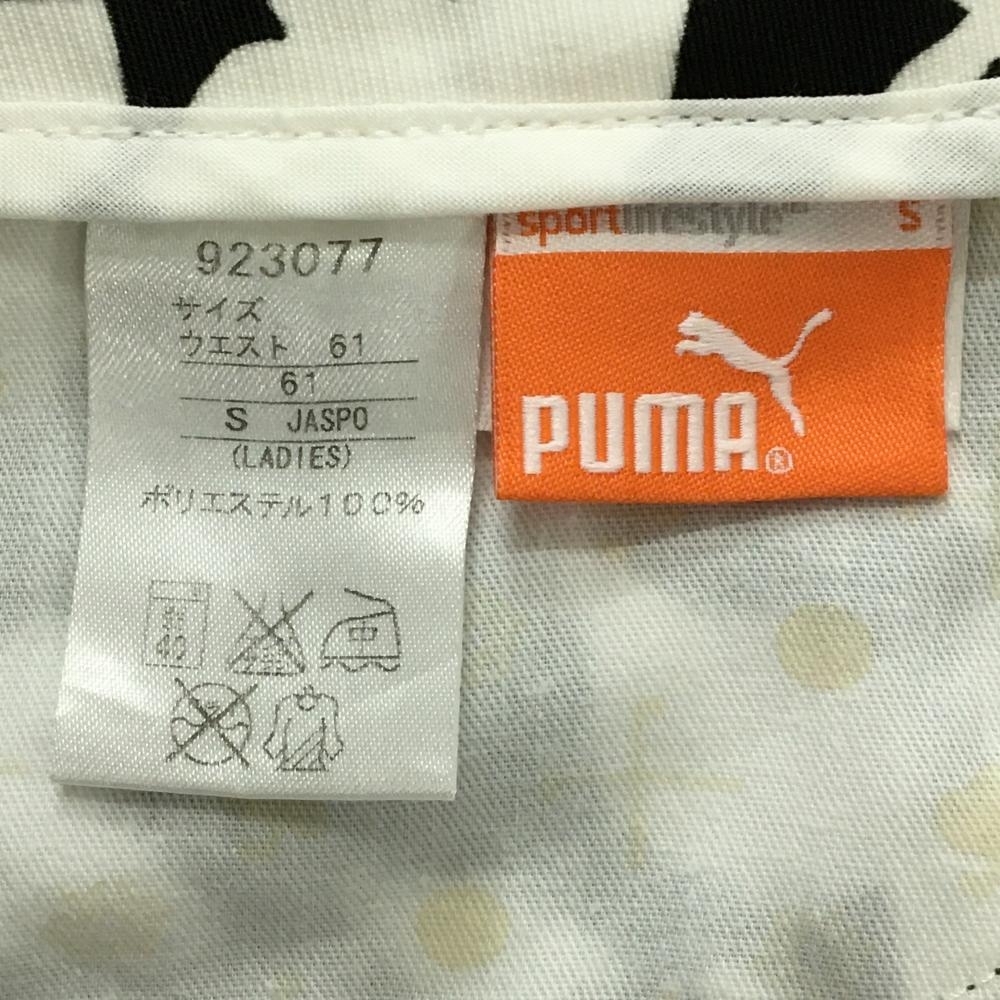 923077
サイズ
ウエスト 61
61
S JASPO
(LADIES)
ポリエステル100%
40
sportlifestyle S
PUMA®